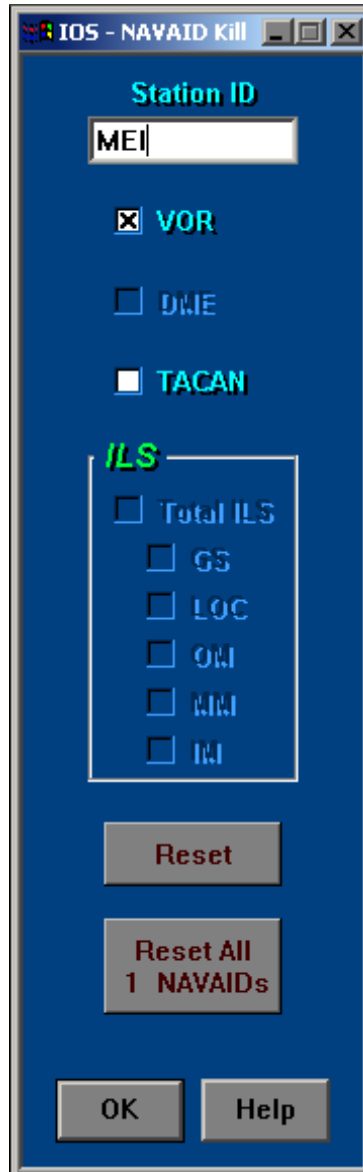 IOS - NAVAID Kill
Station ID
MEI
VOR
DME
TACAN
ILS
Total ILS
GS
LOC
OM
MM
IM
Reset
Reset All
1 NAVAIDs
OK
Help